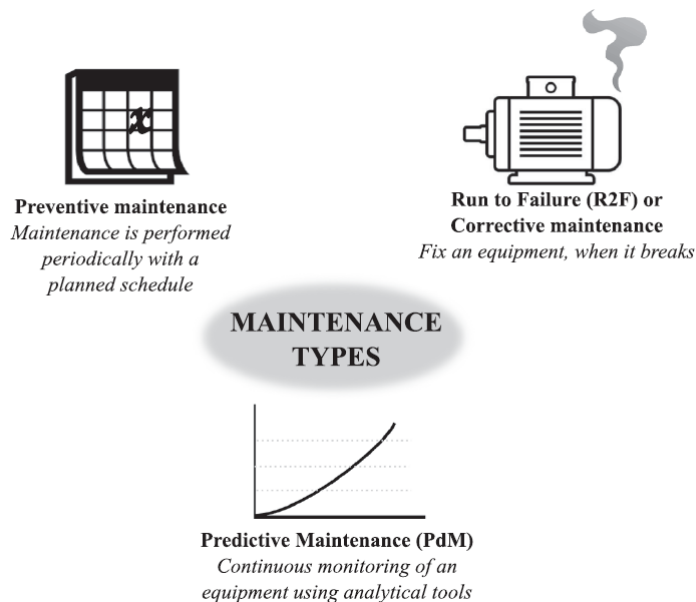 Preventive maintenance
Maintenance is performed
periodically with a
planned schedule
Run to Failure (R2F) or
Corrective maintenance
Fix an equipment, when it breaks
MAINTENANCE
TYPES
Predictive Maintenance (PdM)
Continuous monitoring of an
equipment using analytical tools